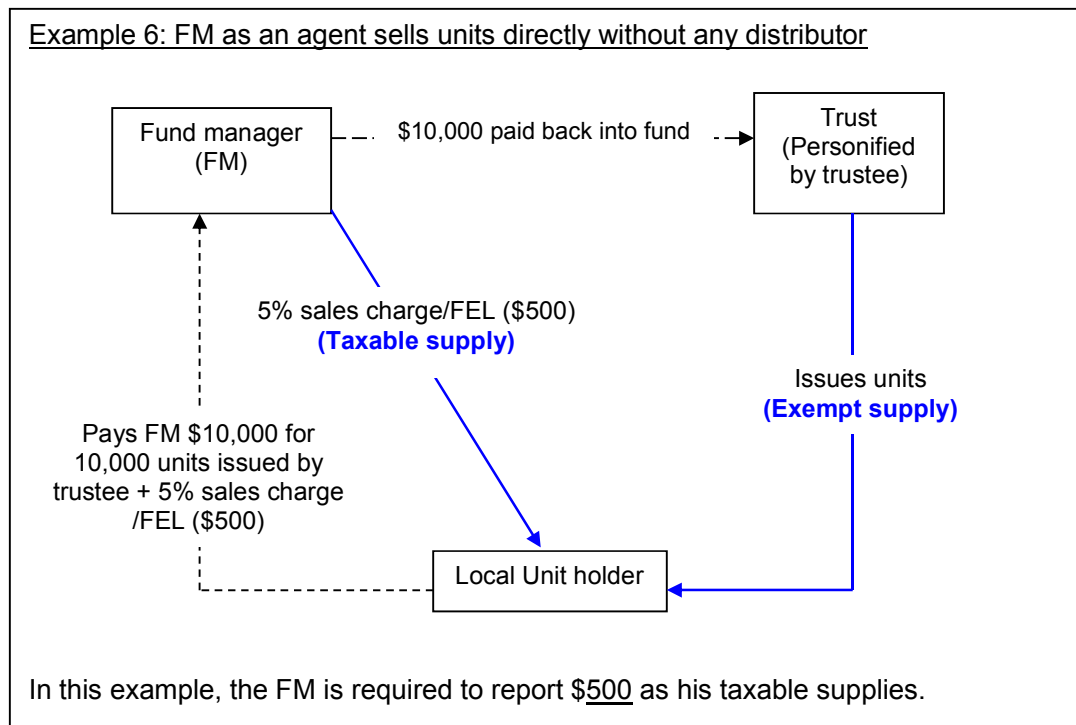 Example 6: FM as an agent sells units directly without any distributor
Fund manager
(FM)
$10,000 paid back into fund
Trust
(Personified
by trustee)
5% sales charge/FEL ($500)
(Taxable supply)
Issues units
(Exempt supply)
Pays FM $10,000 for
10,000 units issued by
trustee + 5% sales charge
/FEL ($500)
Local Unit holder
In this example, the FM is required to report $500 as his taxable supplies.